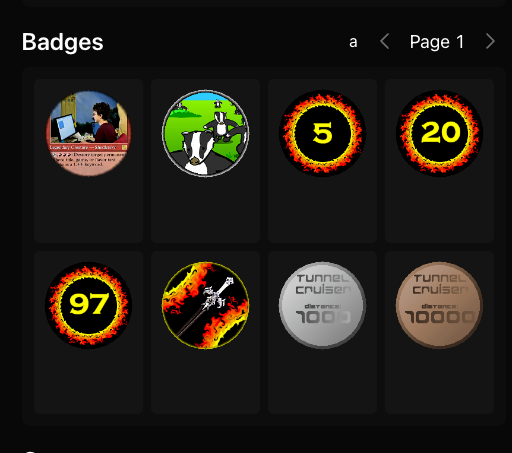 Badges
a
Page 1
5
20
97
TUNNEL
CRUISER
DISTANCE:
1000
TUNNEL
CRUISER
DISTANCE:
10000